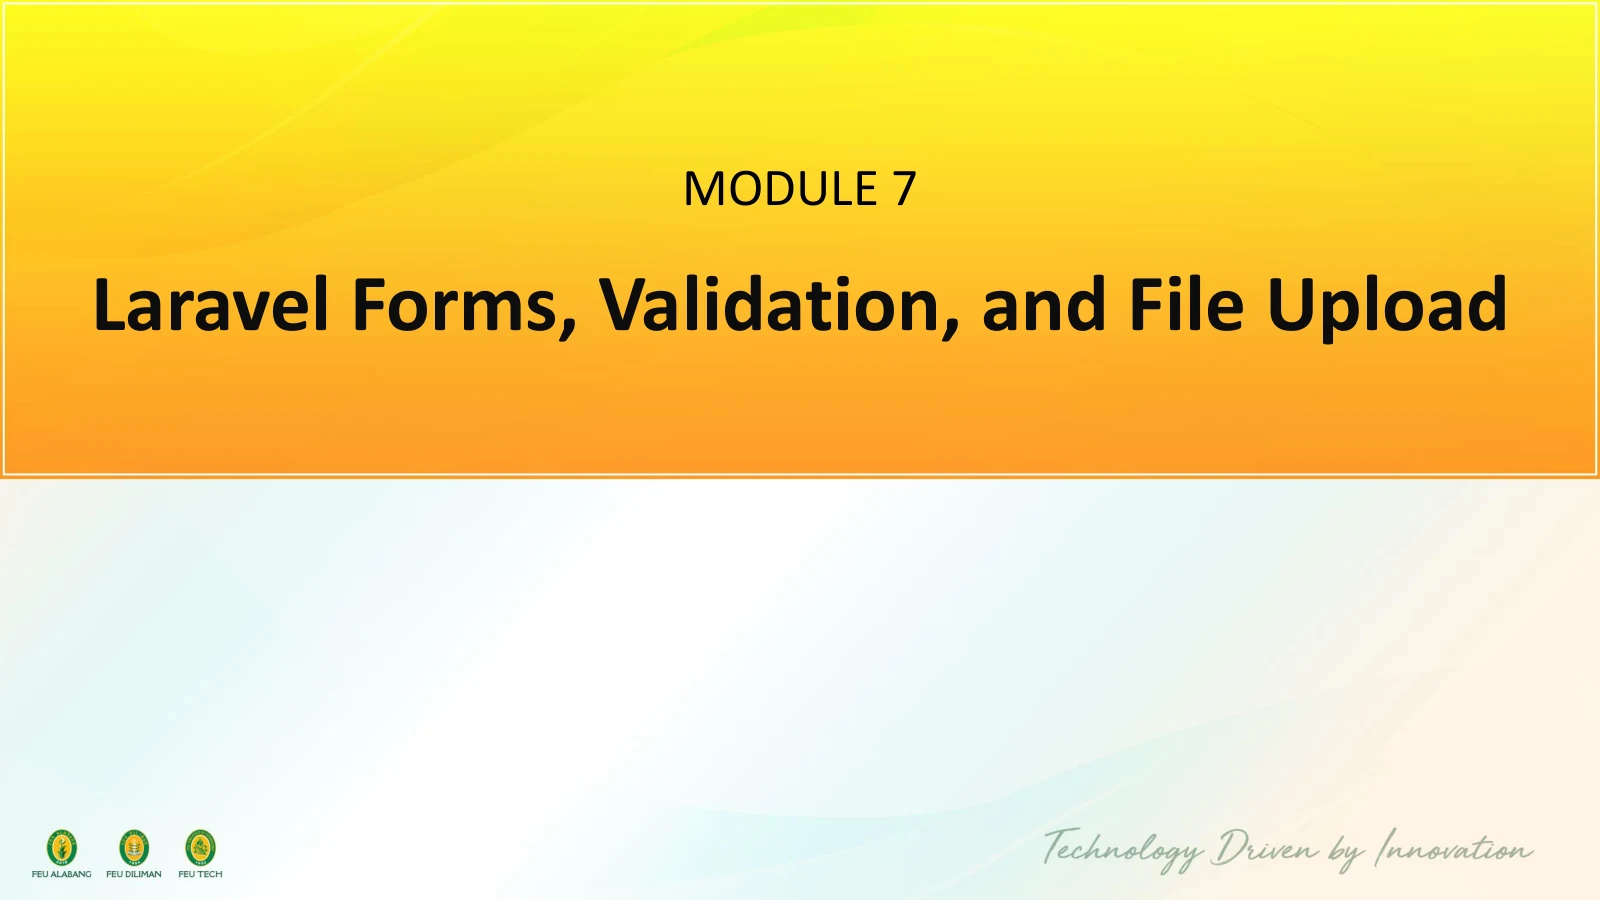 MODULE 7
Laravel Forms, Validation, and File Upload
FEU ALABANG
FEU DILIMAN
FEU TECH
Technology Driven by Innovation